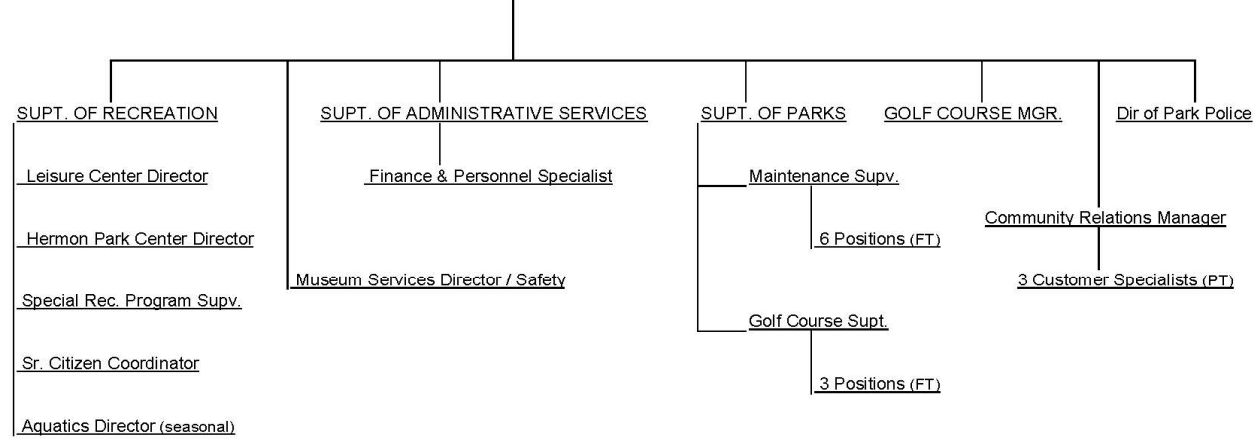 SUPT. OF RECREATION
SUPT. OF ADMINISTRATIVE SERVICES
SUPT. OF PARKS
GOLF COURSE MGR.
Dir of Park Police
Leisure Center Director
Finance & Personnel Specialist
Maintenance Supv.
Community Relations Manager
Hermon Park Center Director
6 Positions (FT)
Museum Services Director / Safety
3 Customer Specialists (PT)
Special Rec. Program Supv.
Golf Course Supt.
Sr. Citizen Coordinator
3 Positions (FT)
Aquatics Director (seasonal)